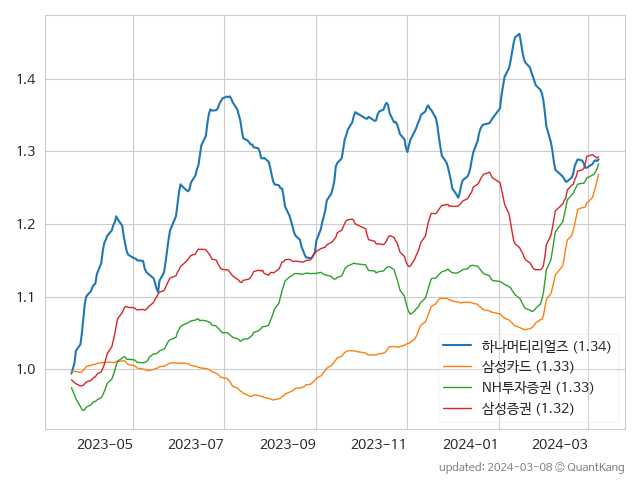 1.4
1.3
1.2
1.1
1.0
하나머티리얼즈 (1.34)
삼성카드 (1.33)
NH투자증권 (1.33)
삼성증권 (1.32)
2023-05 2023-07 2023-09 2023-11 2024-01 2024-03
updated: 2024-03-08 © QuantKang